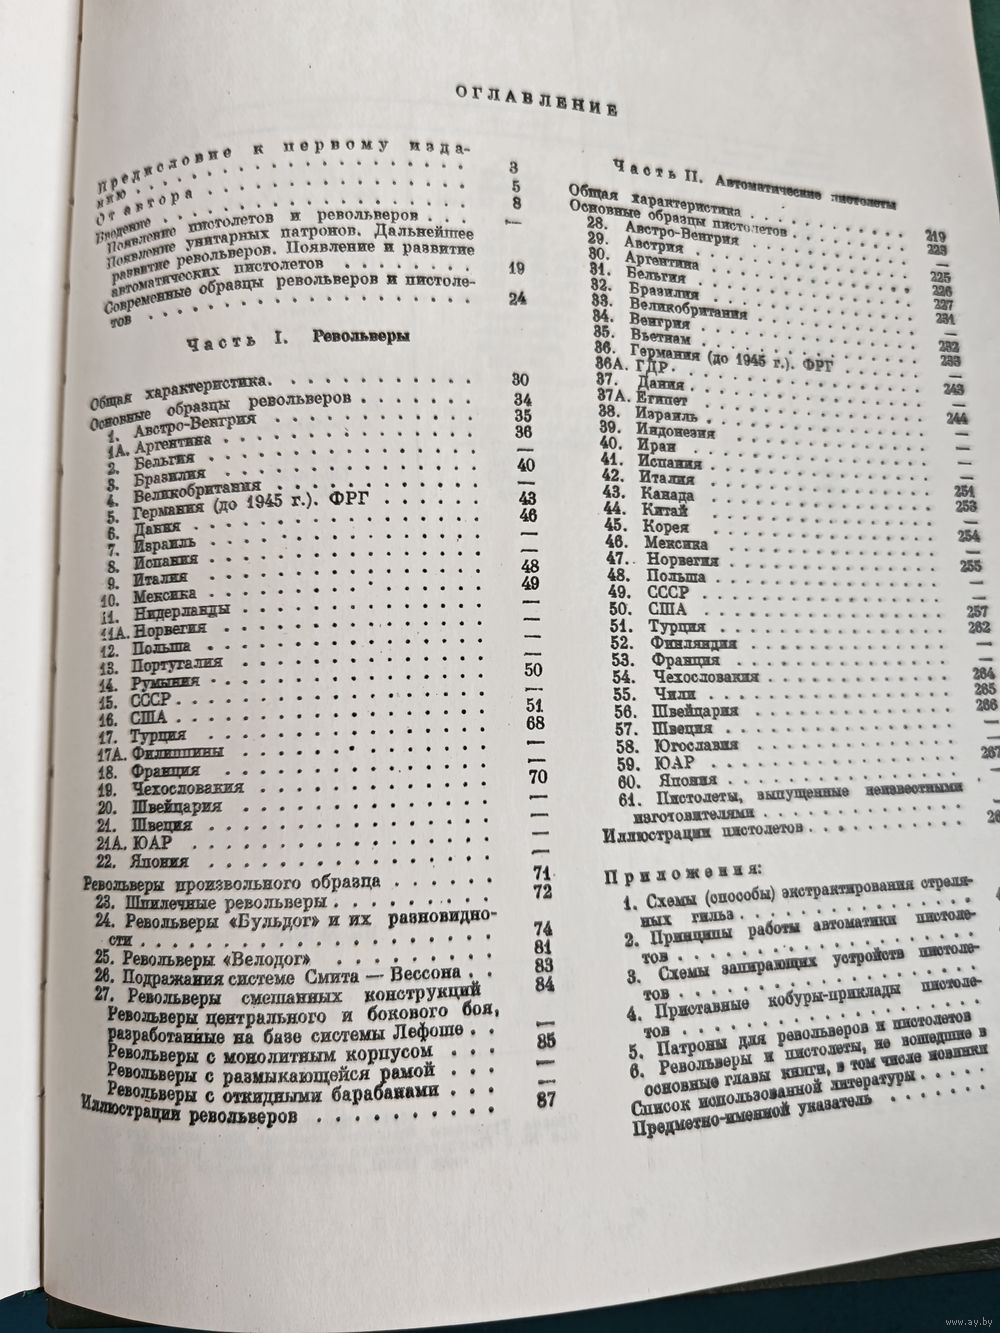 ОГЛАВЛЕНИЕ
Предисловие к первому изда-
нию . . . . . . . . . . . . . . . . 3
От автора . . . . . . . . . . . . . 5
Введение . . . . . . . . . . . . . . 8
Появление пистолетов и револьверов . . . —
Появление унитарных патронов. Дальнейшее
развитие револьверов. Появление и развитие
автоматических пистолетов . . . . . . . 19
Современные образцы револьверов и пистоле-
тов . . . . . . . . . . . . . . . . 24
Часть I. Револьверы
Общая характеристика. . . . . . . . . . 30
Основные образцы револьверов . . . . . . 34
1. Австро-Венгрия . . . . . . . . . . 35
1А. Аргентина . . . . . . . . . . . . 36
2. Бельгия . . . . . . . . . . . . . —
3. Бразилия . . . . . . . . . . . . 40
4. Великобритания . . . . . . . . . . —
5. Германия (до 1945 г.). ФРГ . . . . . 43
6. Дания . . . . . . . . . . . . . . 46
7. Израиль . . . . . . . . . . . . . —
8. Испания . . . . . . . . . . . . . —
9. Италия . . . . . . . . . . . . . 48
10. Мексика . . . . . . . . . . . . . 49
11. Нидерланды . . . . . . . . . . . . —
11А. Норвегия . . . . . . . . . . . . —
12. Польша . . . . . . . . . . . . . —
13. Португалия . . . . . . . . . . . . —
14. Румыния . . . . . . . . . . . . . 50
15. СССР . . . . . . . . . . . . . . —
16. США . . . . . . . . . . . . . . . 51
17. Турция . . . . . . . . . . . . . 68
17А. Филиппины . . . . . . . . . . . . —
18. Франция . . . . . . . . . . . . . —
19. Чехословакия . . . . . . . . . . . 70
20. Швейцария . . . . . . . . . . . . —
21. Швеция . . . . . . . . . . . . . —
21А. ЮАР . . . . . . . . . . . . . . —
22. Япония . . . . . . . . . . . . . —
Револьверы произвольного образца . . . . . . 71
23. Шпилечные револьверы . . . . . . . . 72
24. Револьверы «Бульдог» и их разновидно-
сти . . . . . . . . . . . . . . . . 74
25. Револьверы «Велодог» . . . . . . . . 81
26. Подражания системе Смита — Вессона . . 83
27. Револьверы смешанных конструкций 84
Револьверы центрального и бокового боя,
разработанные на базе системы Лефоше . . —
Револьверы с монолитным корпусом . . . 85
Револьверы с размыкающейся рамой . . . —
Револьверы с откидными барабанами . . . —
Иллюстрации револьверов . . . . . . . . . 87
Часть II. Автоматические пистолеты
Общая характеристика . . . . . . . . . 219
Основные образцы пистолетов . . . . . . 223
28. Австро-Венгрия . . . . . . . . . . —
29. Австрия . . . . . . . . . . . . . 225
30. Аргентина . . . . . . . . . . . . 226
31. Бельгия . . . . . . . . . . . . . 227
32. Бразилия . . . . . . . . . . . . 231
33. Великобритания . . . . . . . . . . —
34. Венгрия . . . . . . . . . . . . . 232
35. Вьетнам . . . . . . . . . . . . . 233
36. Германия (до 1945 г.). ФРГ . . . . . —
36А. ГДР. . . . . . . . . . . . . . . 243
37. Дания . . . . . . . . . . . . . . —
37А. Египет . . . . . . . . . . . . . 244
38. Израиль . . . . . . . . . . . . . —
39. Индонезия . . . . . . . . . . . . —
40. Иран . . . . . . . . . . . . . . —
41. Испания . . . . . . . . . . . . . —
42. Италия . . . . . . . . . . . . . 251
43. Канада . . . . . . . . . . . . . 253
44. Китай . . . . . . . . . . . . . . —
45. Корея . . . . . . . . . . . . . . 254
46. Мексика . . . . . . . . . . . . . —
47. Норвегия . . . . . . . . . . . . 255
48. Польша . . . . . . . . . . . . . —
49. СССР . . . . . . . . . . . . . . —
50. США . . . . . . . . . . . . . . . 257
51. Турция . . . . . . . . . . . . . 262
52. Финляндия . . . . . . . . . . . . —
53. Франция . . . . . . . . . . . . . —
54. Чехословакия . . . . . . . . . . . 264
55. Чили . . . . . . . . . . . . . . 265
56. Швейцария . . . . . . . . . . . . 266
57. Швеция . . . . . . . . . . . . . —
58. Югославия . . . . . . . . . . . . —
59. ЮАР . . . . . . . . . . . . . . . 267
60. Япония . . . . . . . . . . . . . —
61. Пистолеты, выпущенные неизвестными
изготовителями . . . . . . . . . . .
Иллюстрации пистолетов . . . . . . . . .
Приложения:
1. Схемы (способы) экстрактирования стреля-
ных гильз . . . . . . . . . . . . .
2. Принципы работы автоматики пистоле-
тов . . . . . . . . . . . . . . . .
3. Схемы запирающих устройств пистоле-
тов . . . . . . . . . . . . . . . .
4. Приставные кобуры-приклады пистоле-
тов . . . . . . . . . . . . . . . .
5. Патроны для револьверов и пистолетов
6. Револьверы и пистолеты, не вошедшие в
основные главы книги, в том числе новинки
Список использованной литературы . . . . .
Предметно-именной указатель . . . . . .
www.ay.by